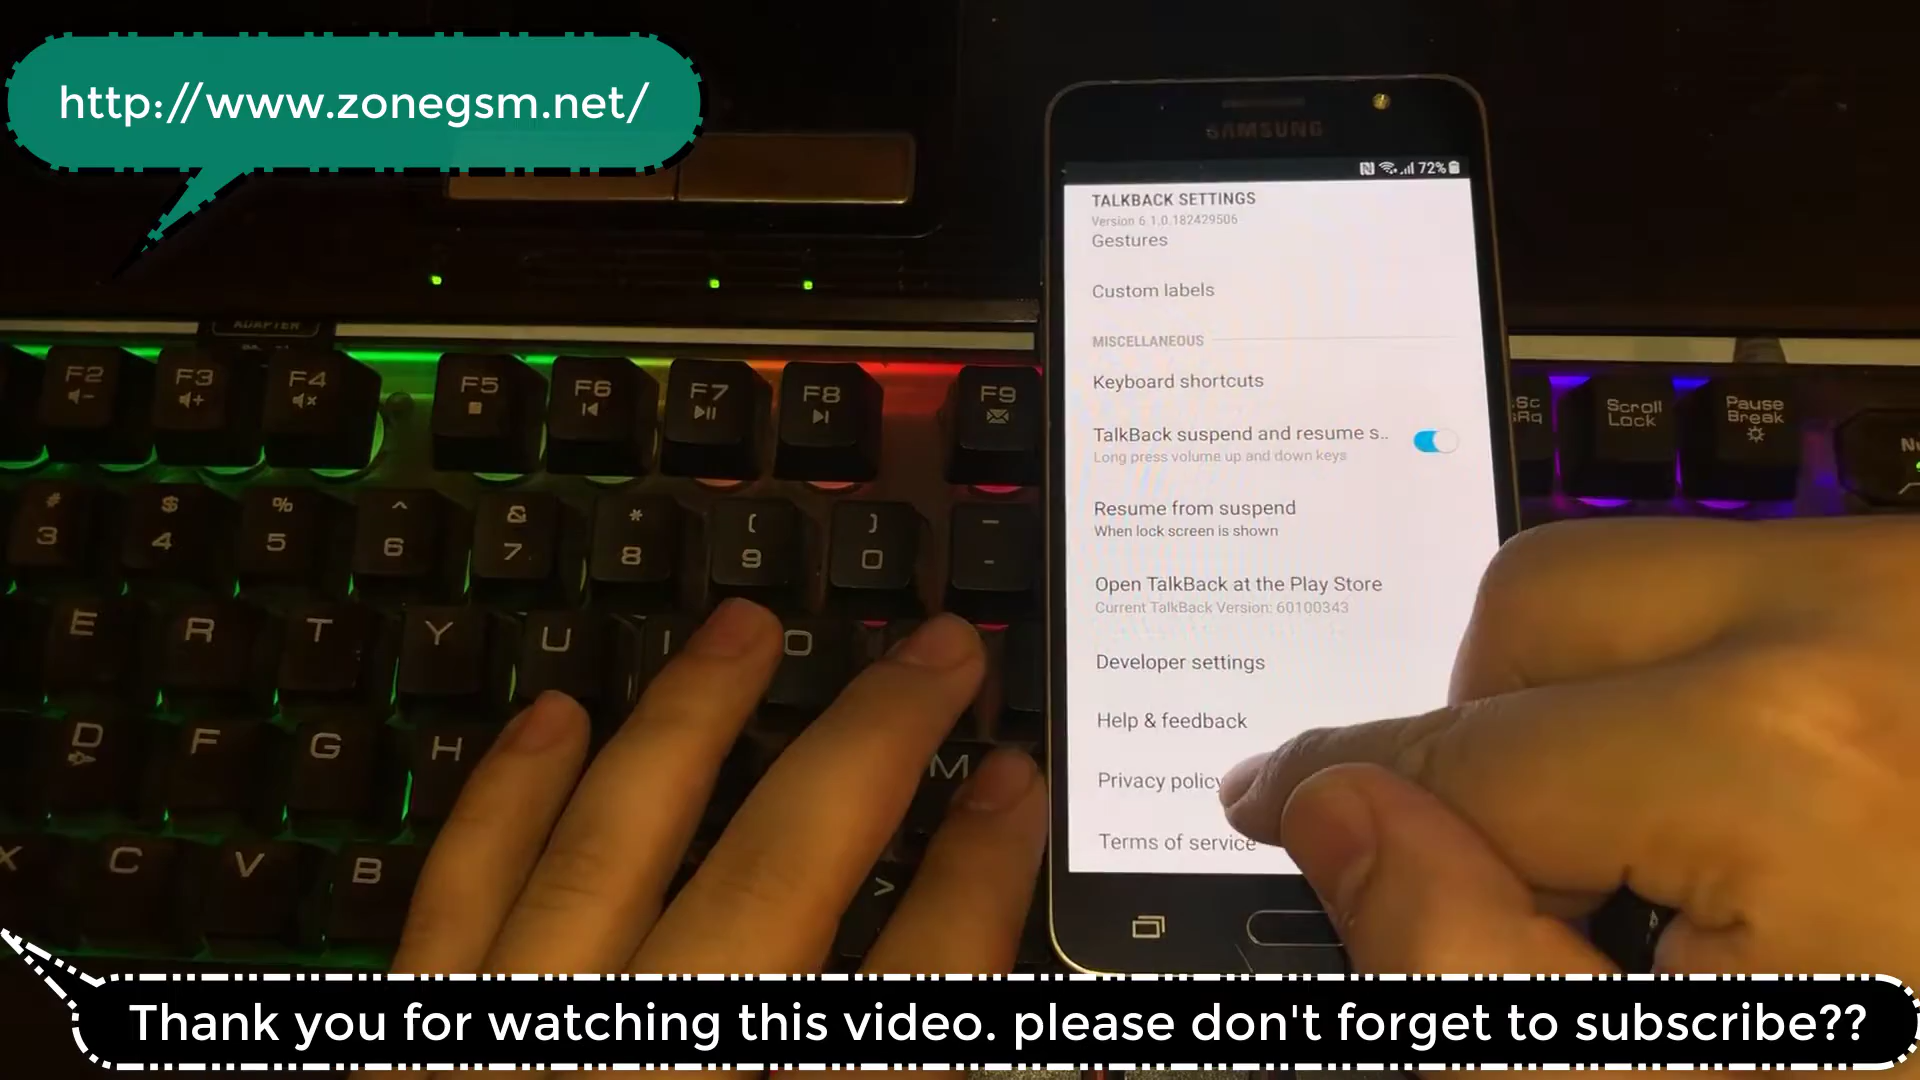 http://www.zonegsm.net/
SAMSUNG
72%
TALKBACK SETTINGS
Version 6.1.0.182429506
Gestures
Custom labels
MISCELLANEOUS
Keyboard shortcuts
TalkBack suspend and resume s..
Long press volume up and down keys
Resume from suspend
When lock screen is shown
Open TalkBack at the Play Store
Current TalkBack Version: 60100343
Developer settings
Help & feedback
Privacy policy
Terms of service
ADAPTER
F2 F3 F4 F5 F6 F7 F8 F9
Scroll Lock
Pause Break
# $ % ^ & * ( ) —
3 4 5 6 7 8 9 0 -
E R T Y U I O
D F G H M
X C V B >
Thank you for watching this video. please don't forget to subscribe??